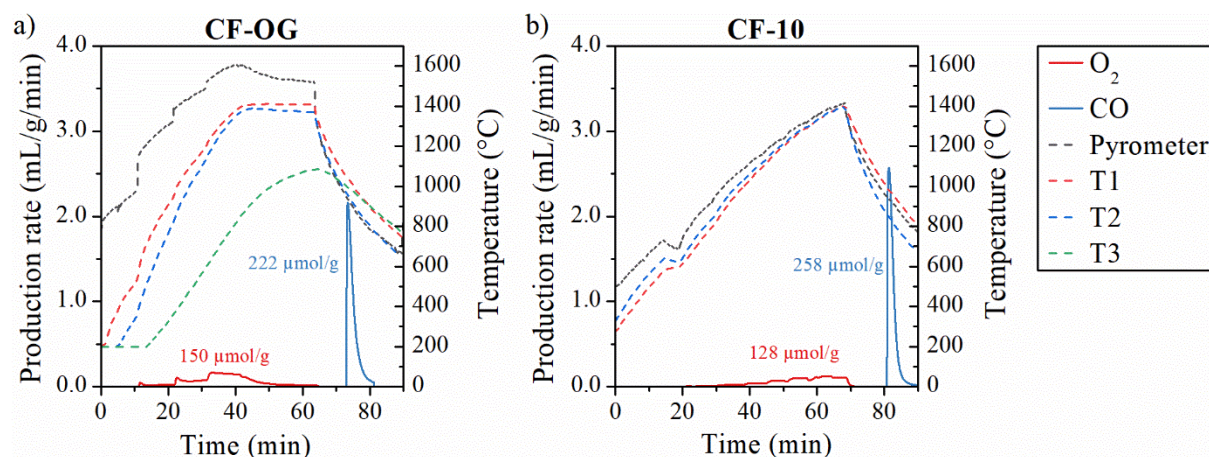 a)
CF-OG
Production rate (mL/g/min)
4.0
3.0
2.0
1.0
0.0
222 µmol/g
150 µmol/g
0 20 40 60 80
Time (min)
1600
1400
1200
1000
800
600
400
200
0
Temperature (°C)
b)
CF-10
Production rate (mL/g/min)
4.0
3.0
2.0
1.0
0.0
258 µmol/g
128 µmol/g
0 20 40 60 80
Time (min)
1600
1400
1200
1000
800
600
400
200
0
Temperature (°C)
O₂
CO
Pyrometer
T1
T2
T3